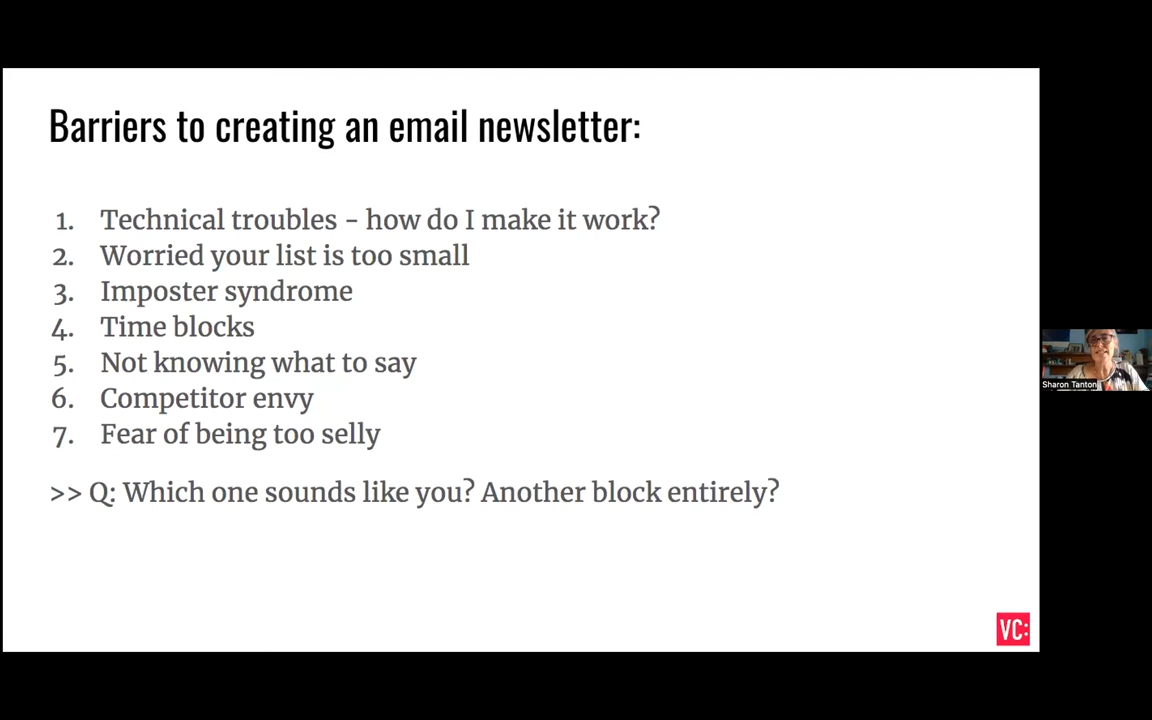 Barriers to creating an email newsletter:
1. Technical troubles - how do I make it work?
2. Worried your list is too small
3. Imposter syndrome
4. Time blocks
5. Not knowing what to say
6. Competitor envy
7. Fear of being too selly
>> Q: Which one sounds like you? Another block entirely?
Sharon Tanton
VC: